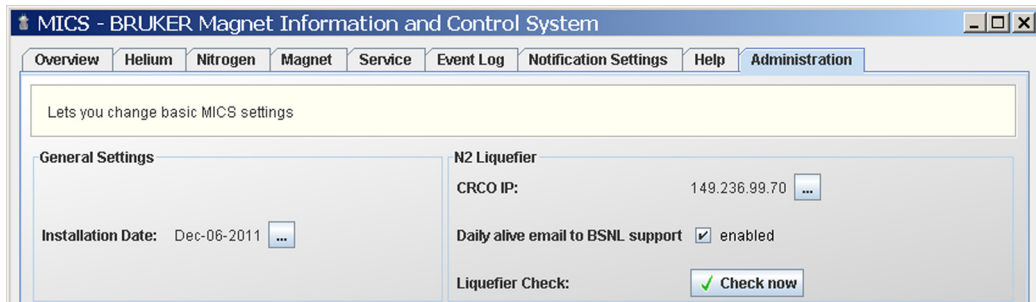 MICS - BRUKER Magnet Information and Control System
Overview Helium Nitrogen Magnet Service Event Log Notification Settings Help Administration
Lets you change basic MICS settings
General Settings
Installation Date: Dec-06-2011 ...
N2 Liquefier
CRCO IP: 149.236.99.70 ...
Daily alive email to BSNL support enabled
Liquefier Check: Check now